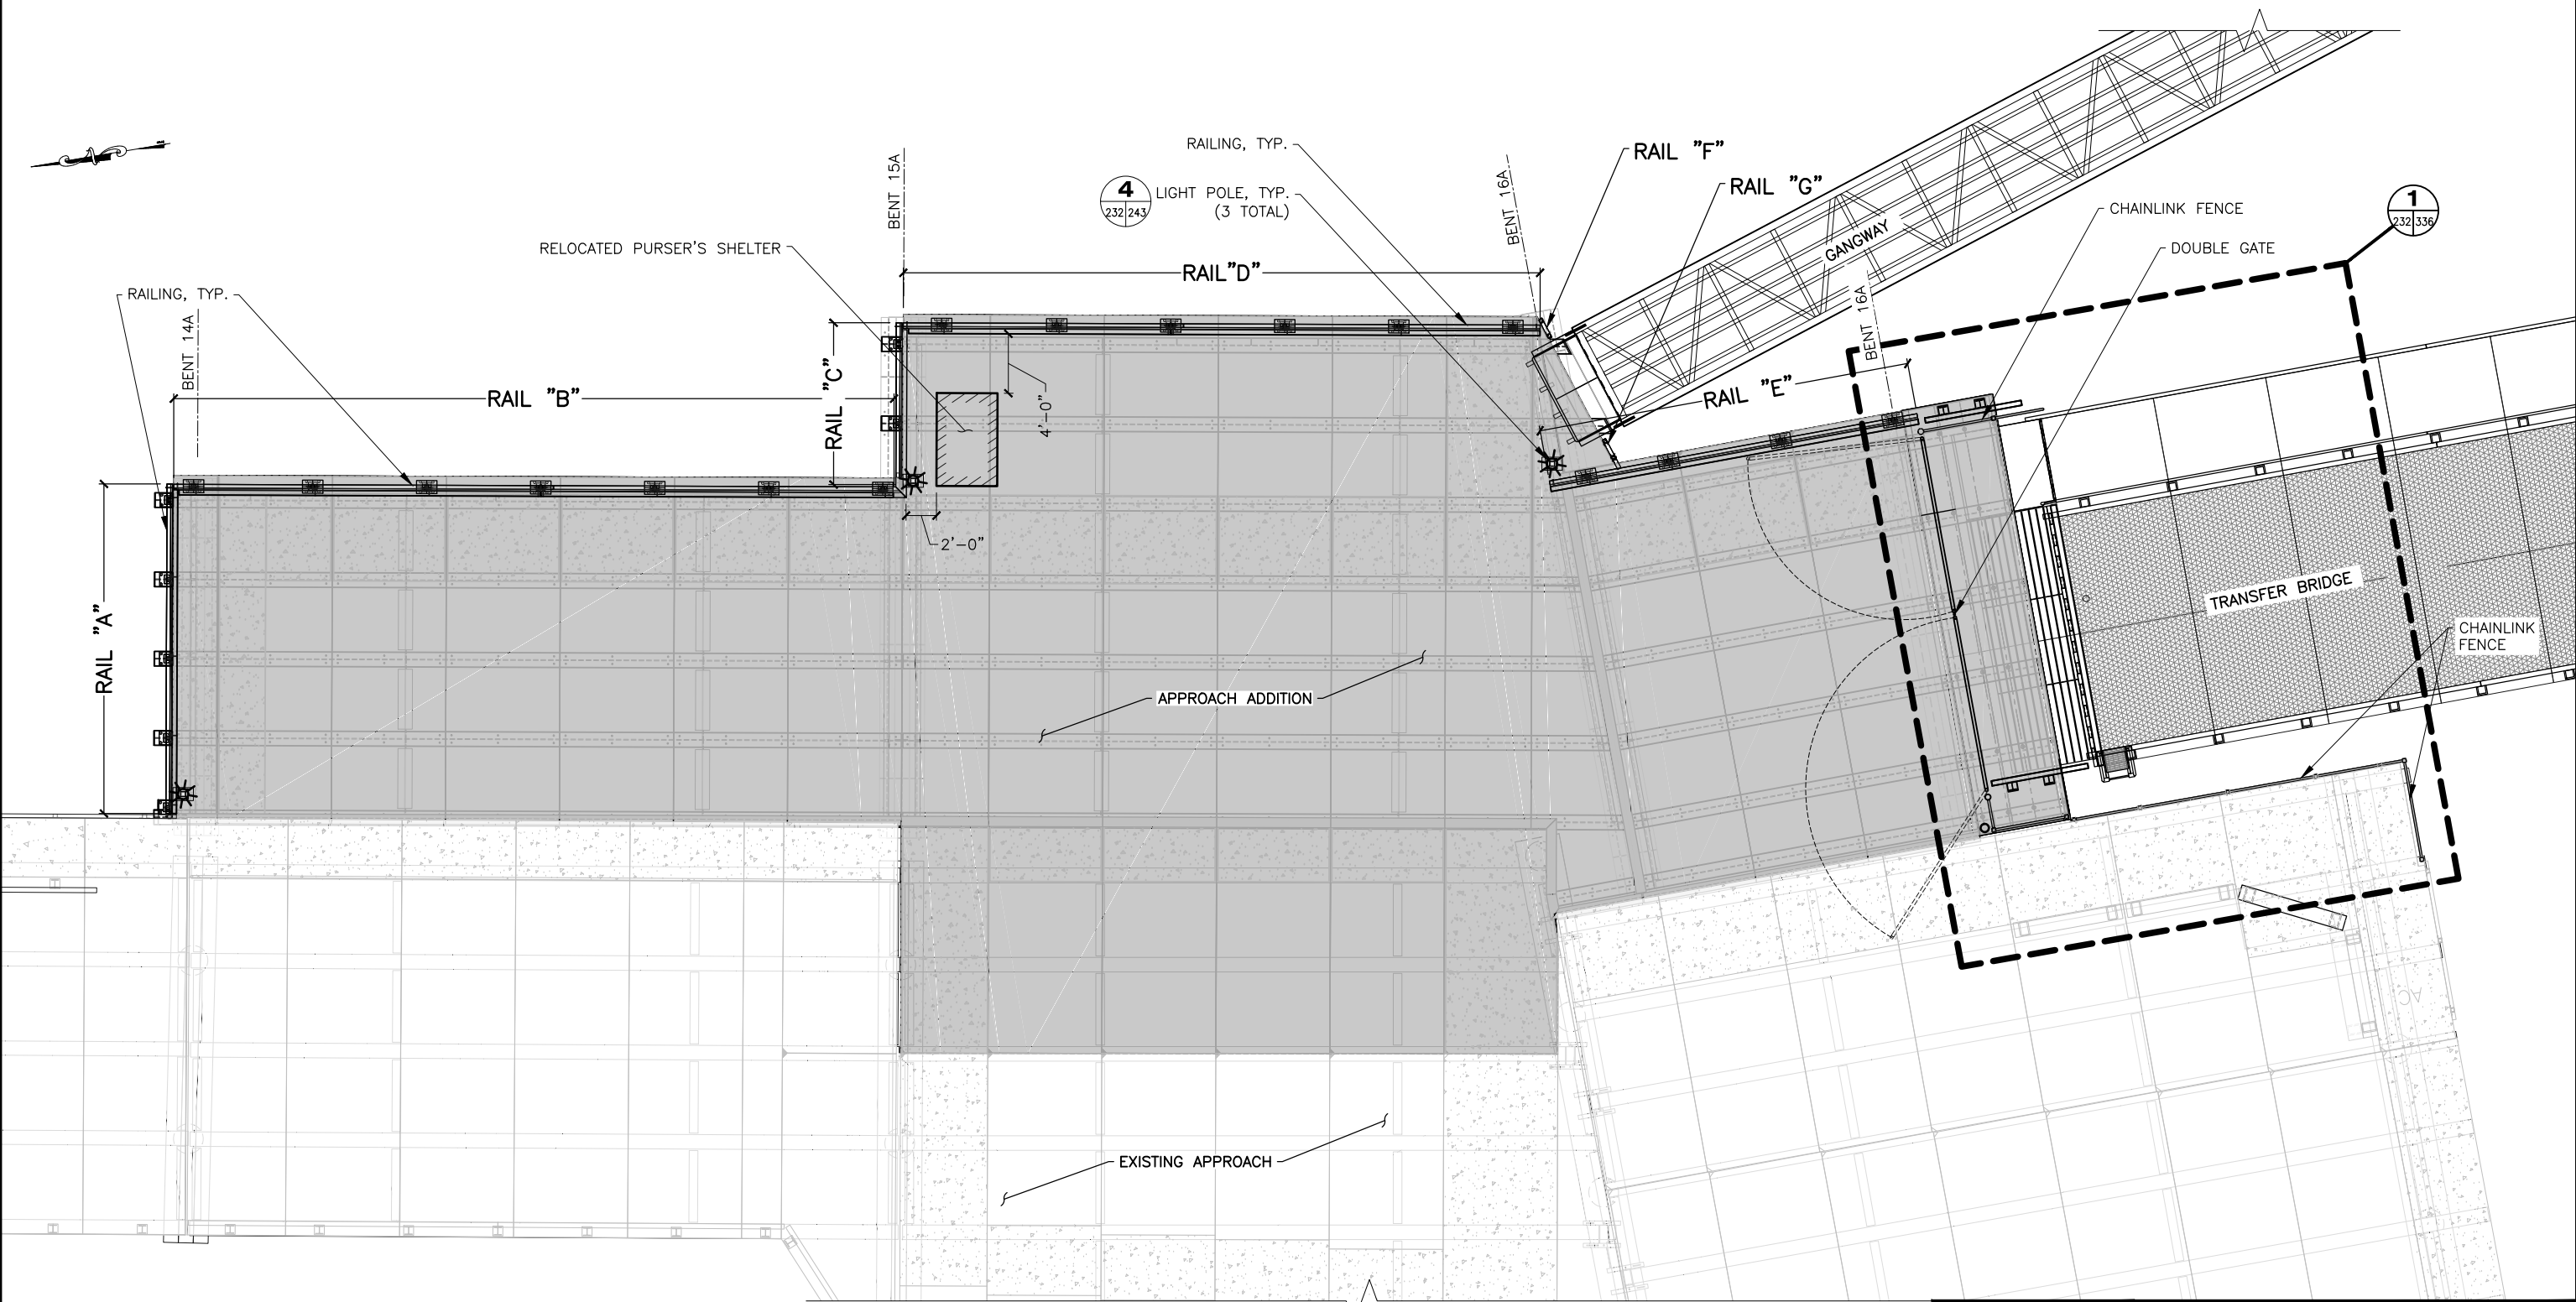 RAIL "F"
RAILING, TYP.
RAIL "G"
4
232 243
LIGHT POLE, TYP.
(3 TOTAL)
BENT 15A
BENT 16A
CHAINLINK FENCE
1
232 336
GANGWAY
DOUBLE GATE
RELOCATED PURSER'S SHELTER
RAIL"D"
RAILING, TYP.
BENT 14A
BENT 16A
RAIL "B"
RAIL "C"
4'-0"
RAIL "E"
2'-0"
TRANSFER BRIDGE
RAIL "A"
CHAINLINK
FENCE
APPROACH ADDITION
AC
EXISTING APPROACH